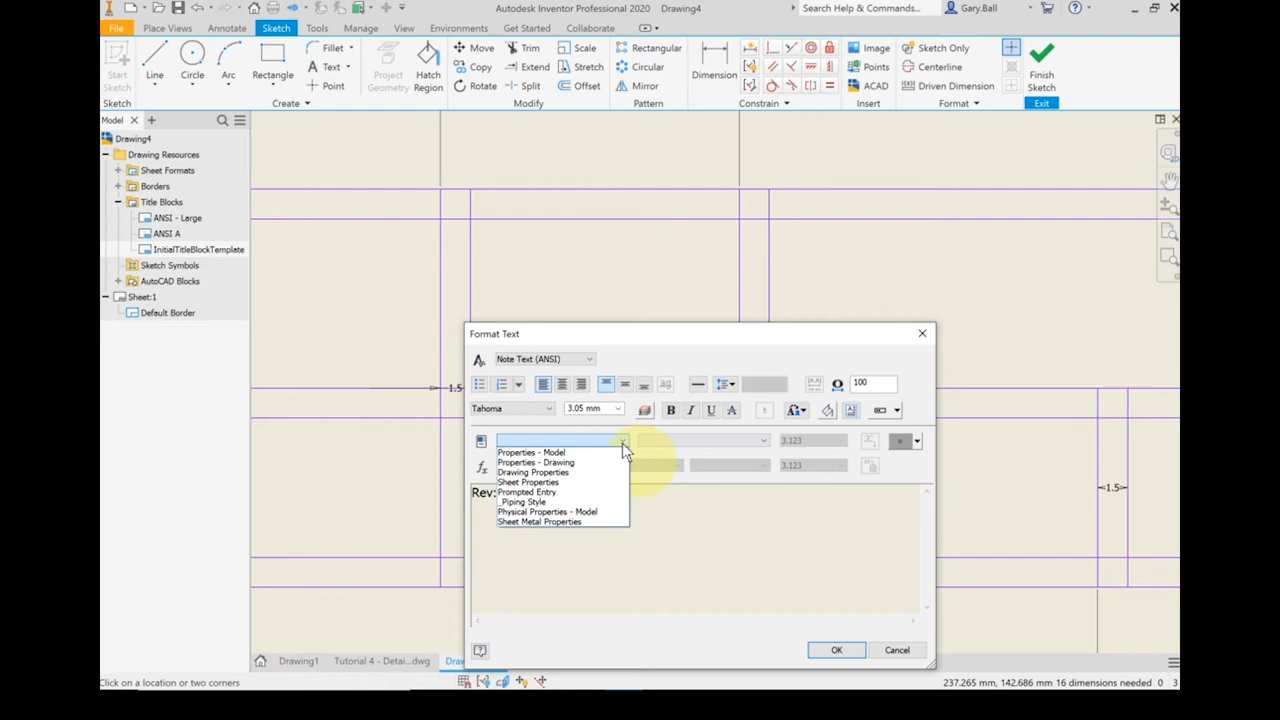 Autodesk Inventor Professional 2020 Drawing4
Search Help & Commands...
Gary.Ball
File Place Views Annotate Sketch Tools Manage View Environments Get Started Collaborate
Start Sketch
Line
Circle
Arc
Rectangle
Fillet
Text
Point
Project Geometry
Hatch Region
Move
Copy
Rotate
Trim
Extend
Split
Scale
Stretch
Offset
Rectangular
Circular
Mirror
Dimension
Image
Points
ACAD
Sketch Only
Centerline
Driven Dimension
Finish Sketch
Sketch Create Modify Pattern Constrain Insert Format Exit
Model
Drawing4
Drawing Resources
Sheet Formats
Borders
Title Blocks
ANSI - Large
ANSI A
InitialTitleBlockTemplate
Sketch Symbols
AutoCAD Blocks
Sheet:1
Default Border
1.5
1.5
Format Text
Note Text (ANSI)
100
Tahoma
3.05 mm
3.123
3.123
Properties - Model
Properties - Drawing
Drawing Properties
Sheet Properties
Prompted Entry
_Piping Style
Physical Properties - Model
Sheet Metal Properties
Rev:
OK Cancel
Drawing1 Tutorial 4 - Detai...dwg Draw
Click on a location or two corners
237.265 mm, 142.686 mm 16 dimensions needed 0 3